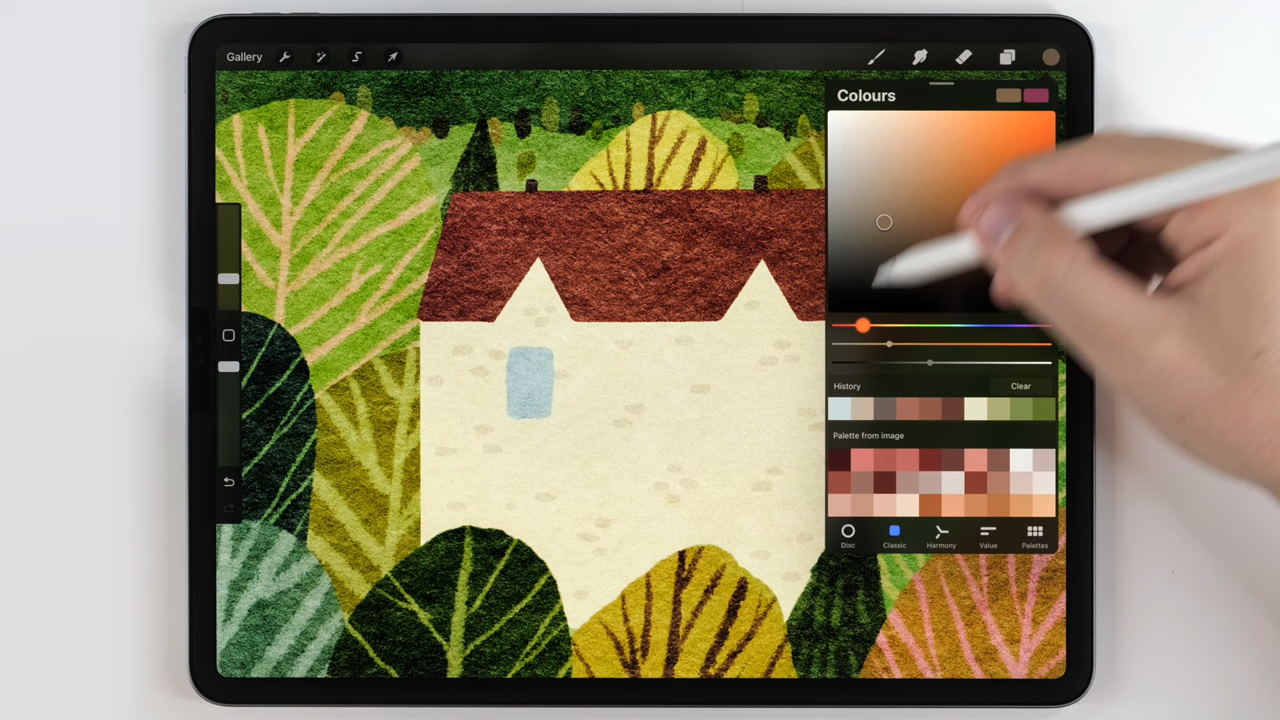 Gallery
Colours
History
Clear
Palette from image
Disc
Classic
Harmony
Value
Palettes